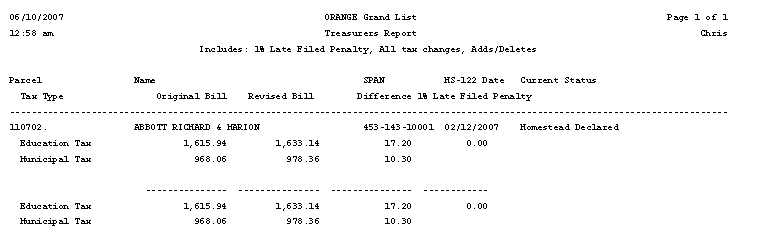 06/10/2007 ORANGE Grand List Page 1 of 1
12:58 am Treasurers Report Chris
Includes: 1% Late Filed Penalty, All tax changes, Adds/Deletes
Parcel Name SPAN HS-122 Date Current Status
Tax Type Original Bill Revised Bill Difference 1% Late Filed Penalty
110702. ABBOTT RICHARD & MARION 453-143-10001 02/12/2007 Homestead Declared
Education Tax 1,615.94 1,633.14 17.20 0.00
Municipal Tax 968.06 978.36 10.30
Education Tax 1,615.94 1,633.14 17.20 0.00
Municipal Tax 968.06 978.36 10.30